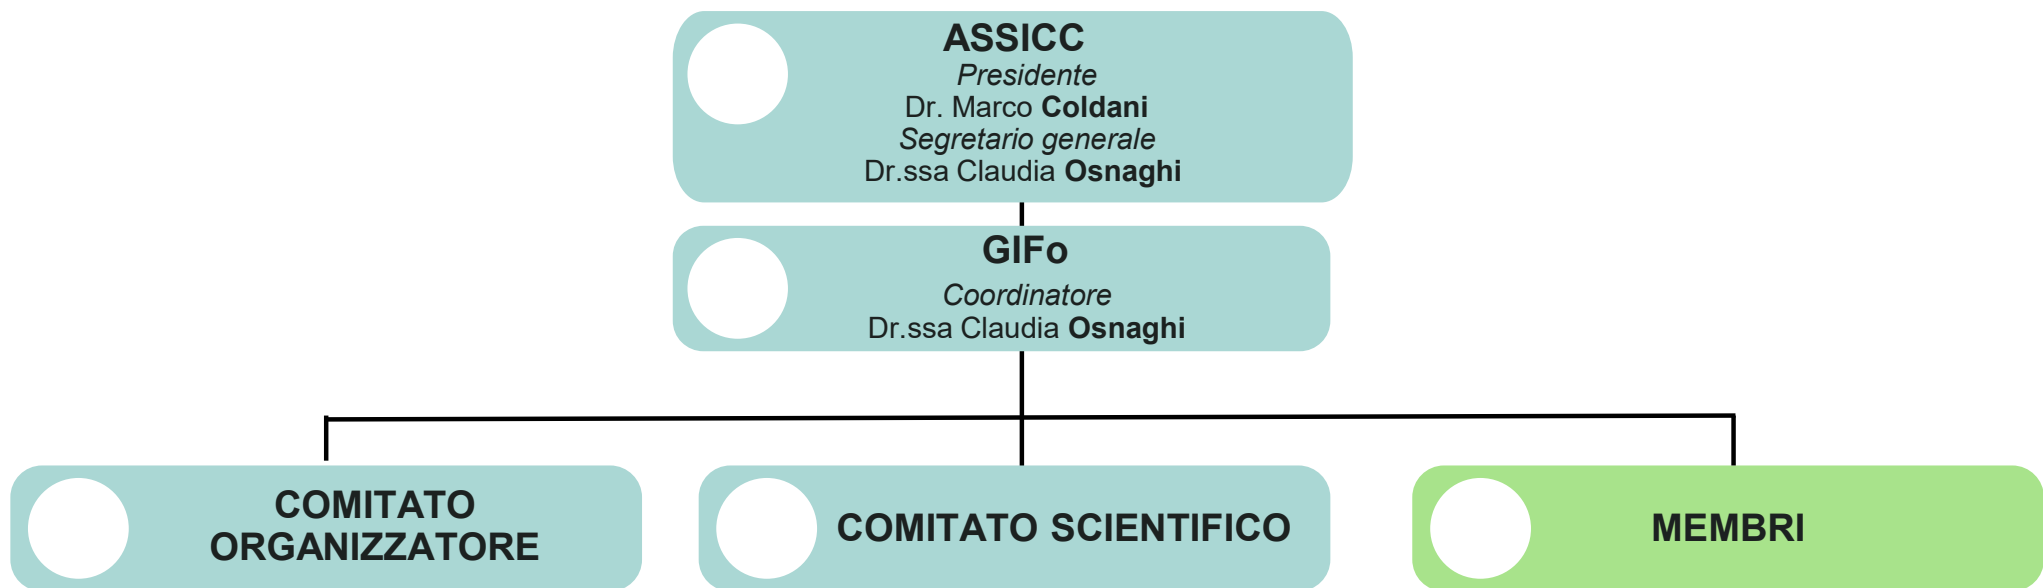 ASSICC
Presidente
Dr. Marco Coldani
Segretario generale
Dr.ssa Claudia Osnaghi
GIFo
Coordinatore
Dr.ssa Claudia Osnaghi
COMITATO
ORGANIZZATORE
COMITATO SCIENTIFICO
MEMBRI